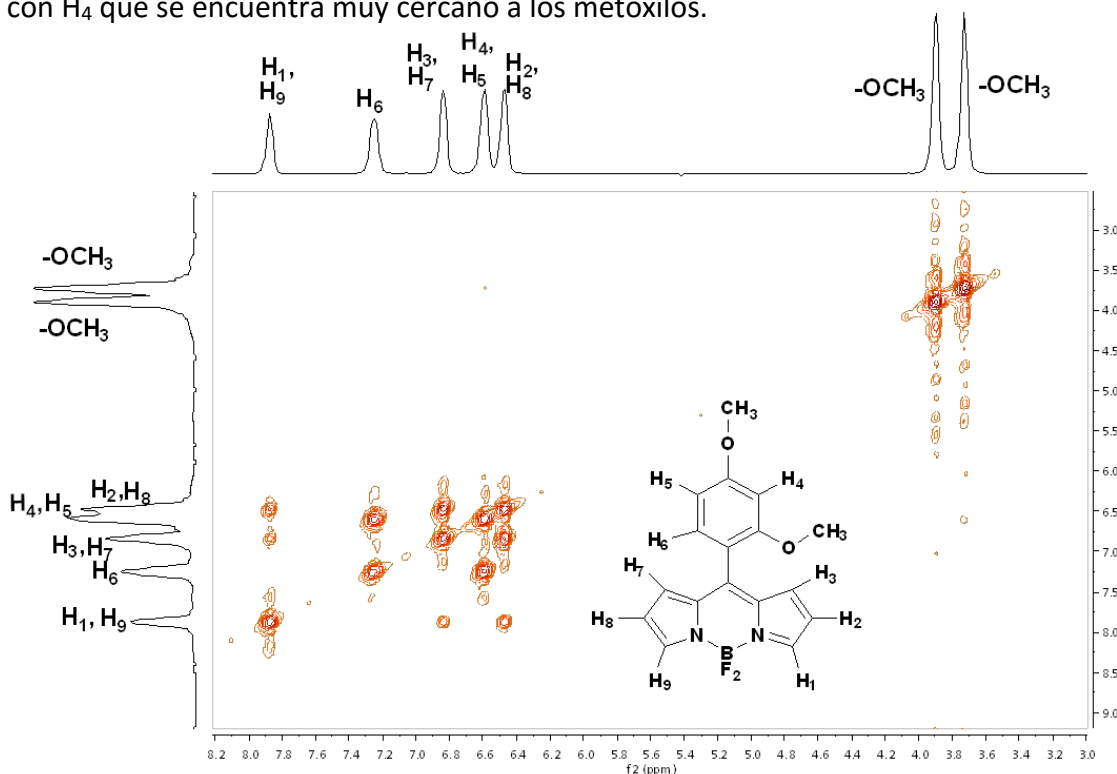 con H₄ que se encuentra muy cercano a los metoxilos.
H₁, H₉
H₆
H₃, H₇
H₄, H₅
H₂, H₈
-OCH₃
-OCH₃
-OCH₃
-OCH₃
H₂,H₈
H₄,H₅
H₃,H₇
H₆
H₁, H₉
3.0
3.5
4.0
4.5
5.0
5.5
6.0
6.5
7.0
7.5
8.0
8.5
9.0
CH₃
O
H₅
H₄
H₆
O
CH₃
H₇
H₃
H₈
H₂
N
N
B
F₂
H₉
H₁
8.2 8.0 7.8 7.6 7.4 7.2 7.0 6.8 6.6 6.4 6.2 6.0 5.8 5.6 5.4 5.2 5.0 4.8 4.6 4.4 4.2 4.0 3.8 3.6 3.4 3.2 3.0
f2 (ppm)